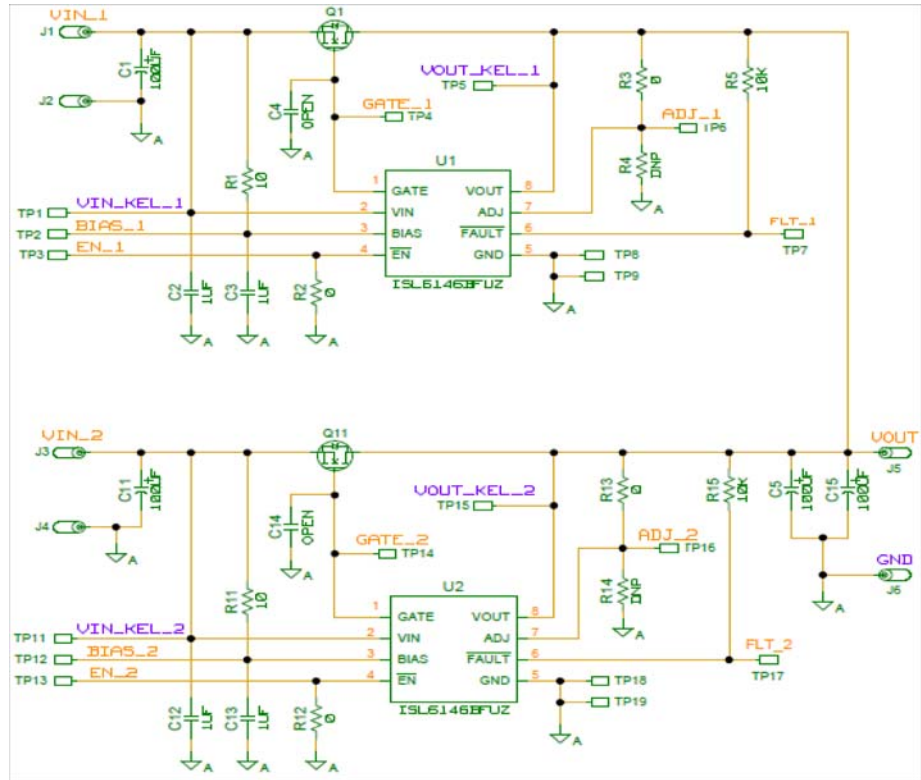 VIN_1
J1
C1
100UF
J2
A
Q1
C4
OPEN
A
GATE_1
TP4
VOUT_KEL_1
TP5
R3
0
R5
10K
ADJ_1
TP6
R4
DNP
A
R1
10
U1
1 GATE VOUT 8
2 VIN ADJ 7
3 BIAS FAULT 6
4 EN GND 5
ISL6146BFUZ
TP1 VIN_KEL_1
TP2 BIAS_1
TP3 EN_1
FLT_1
TP7
TP8
TP9
A
C2
1UF
C3
1UF
R2
0
A
A
A
VIN_2
J3
C11
100UF
J4
A
Q11
C14
OPEN
A
GATE_2
TP14
VOUT_KEL_2
TP15
R13
0
R15
10K
C5
100UF
C15
100UF
VOUT
J5
GND
J6
A
ADJ_2
TP16
R14
DNP
A
R11
10
U2
1 GATE VOUT 8
2 VIN ADJ 7
3 BIAS FAULT 6
4 EN GND 5
ISL6146BFUZ
TP11 VIN_KEL_2
TP12 BIAS_2
TP13 EN_2
FLT_2
TP17
TP18
TP19
A
C12
1UF
C13
1UF
R12
0
A
A
A